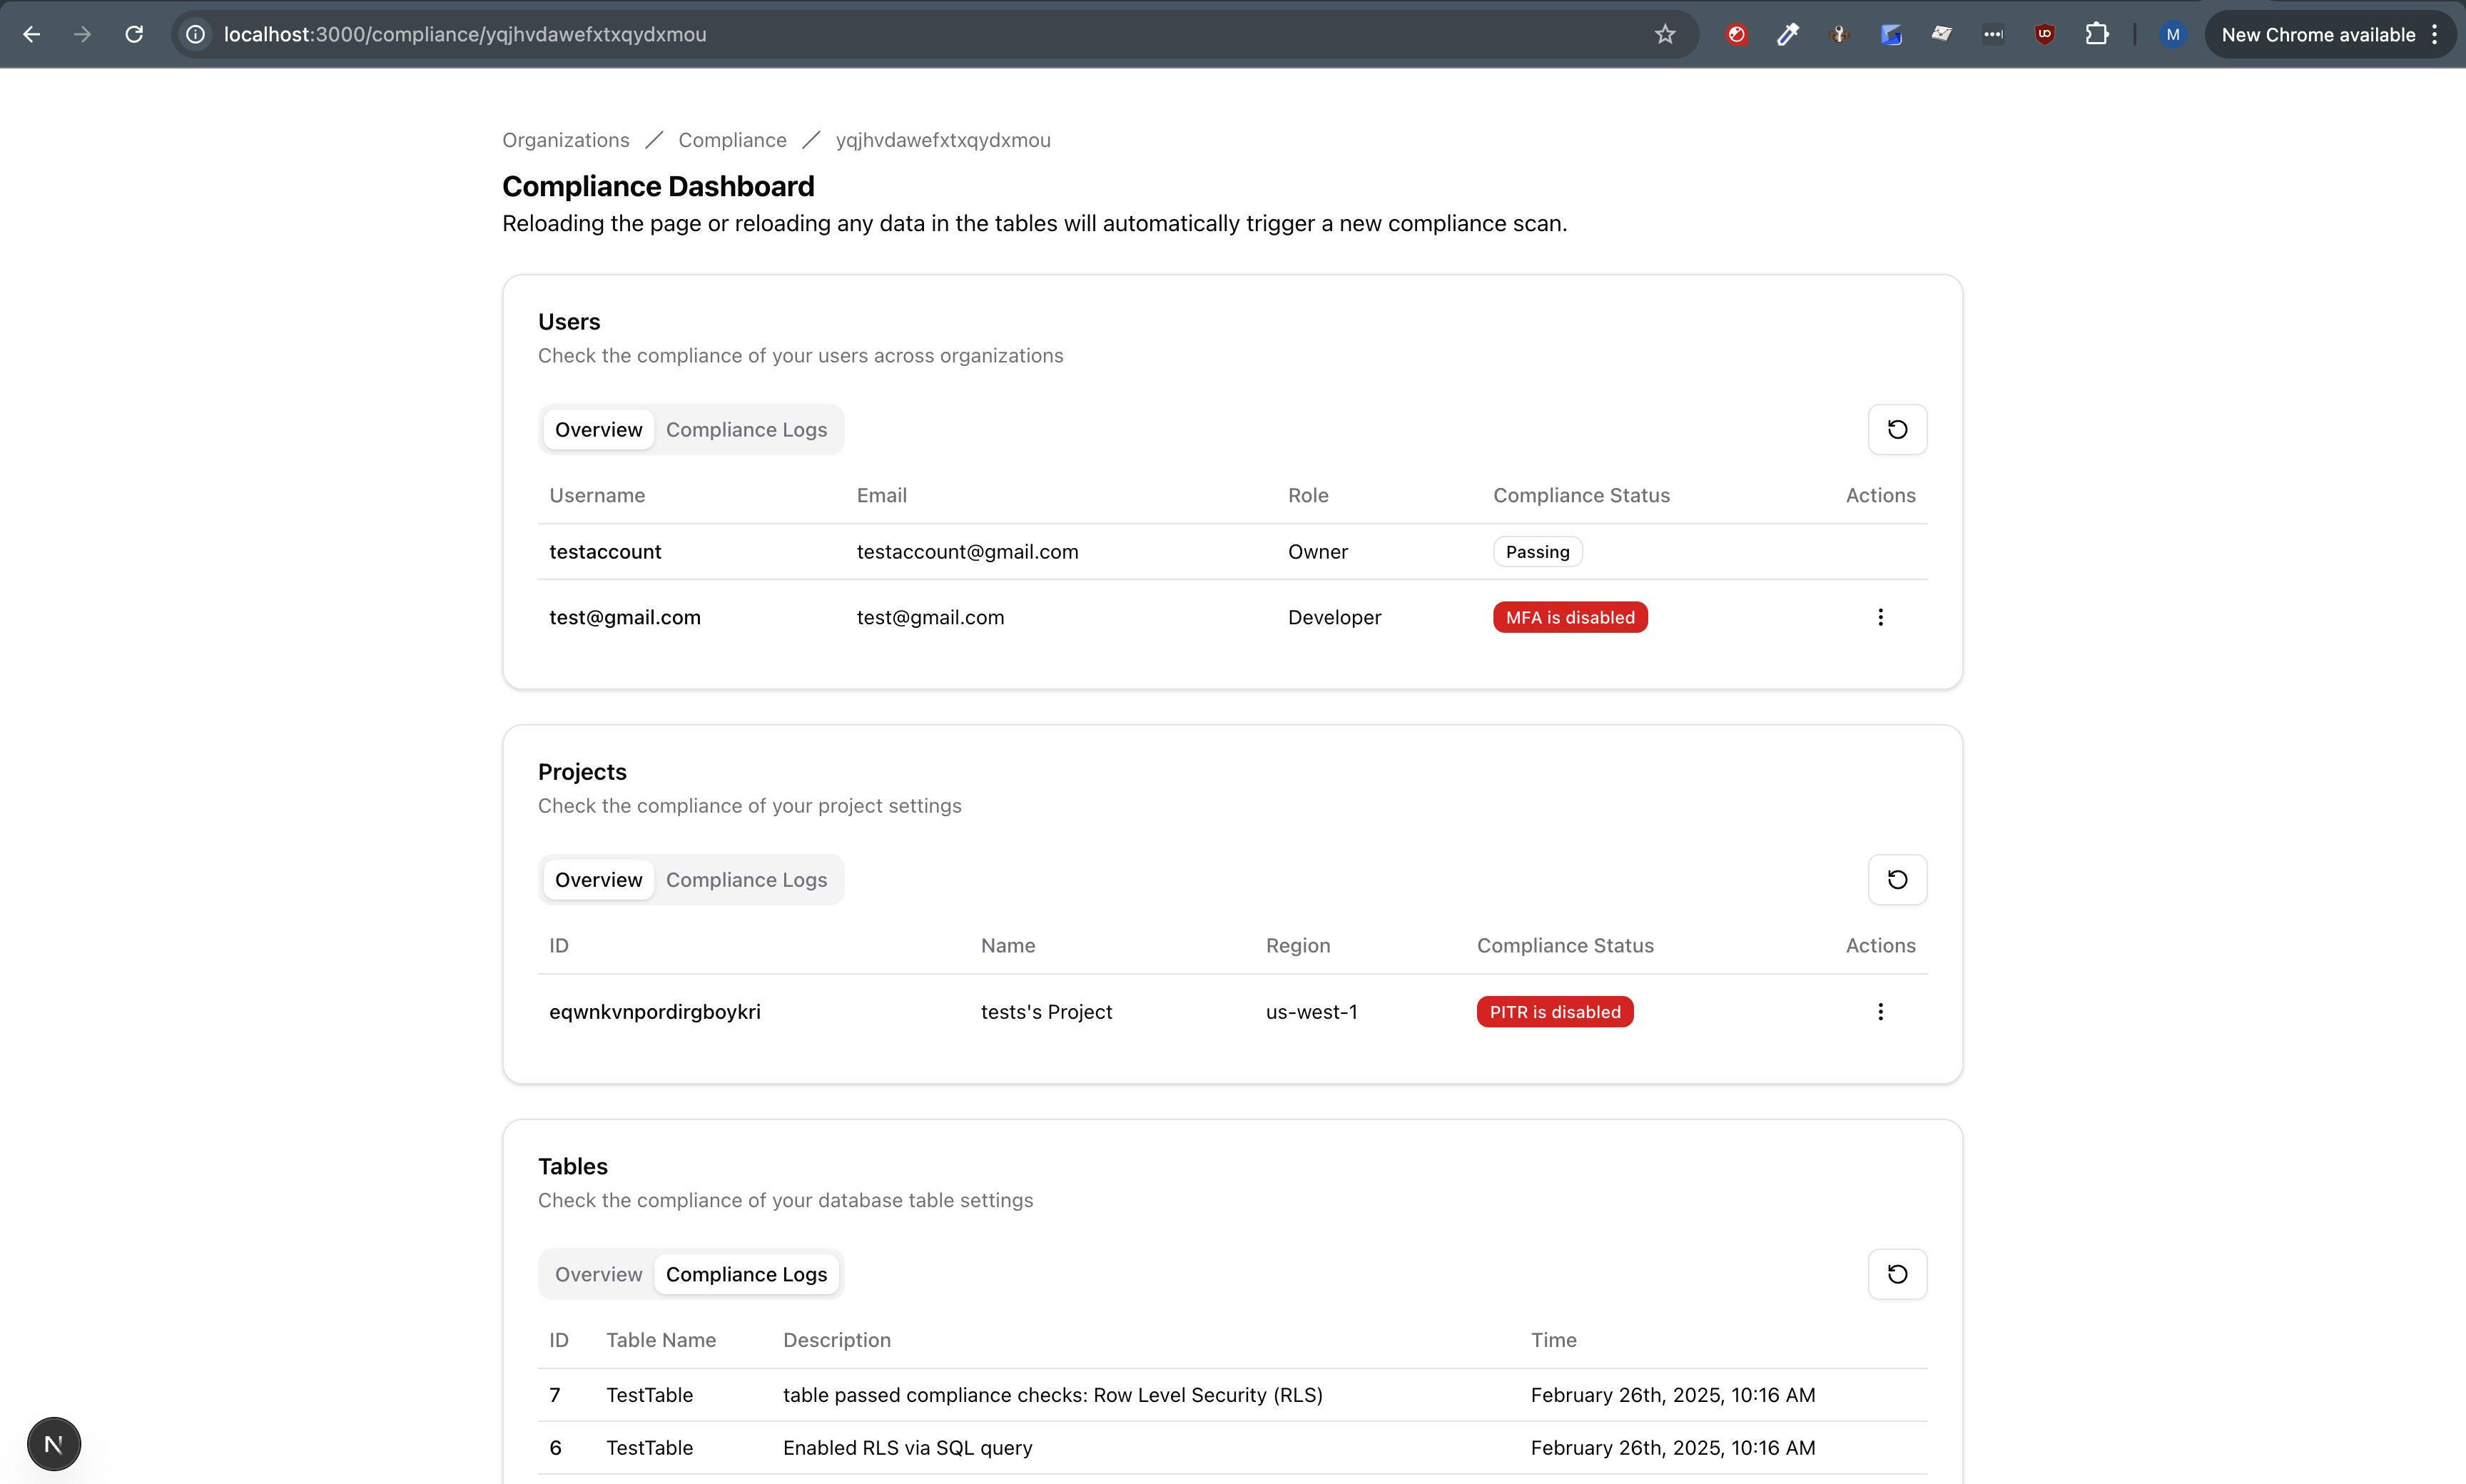 localhost:3000/compliance/yqjhvdawefxtxqydxmou
M
New Chrome available
Organizations / Compliance / yqjhvdawefxtxqydxmou
Compliance Dashboard
Reloading the page or reloading any data in the tables will automatically trigger a new compliance scan.
Users
Check the compliance of your users across organizations
Overview Compliance Logs
Username Email Role Compliance Status Actions
testaccount testaccount@gmail.com Owner Passing
test@gmail.com test@gmail.com Developer MFA is disabled
Projects
Check the compliance of your project settings
Overview Compliance Logs
ID Name Region Compliance Status Actions
eqwnkvnpordirgboykri tests's Project us-west-1 PITR is disabled
Tables
Check the compliance of your database table settings
Overview Compliance Logs
ID Table Name Description Time
7 TestTable table passed compliance checks: Row Level Security (RLS) February 26th, 2025, 10:16 AM
6 TestTable Enabled RLS via SQL query February 26th, 2025, 10:16 AM
N